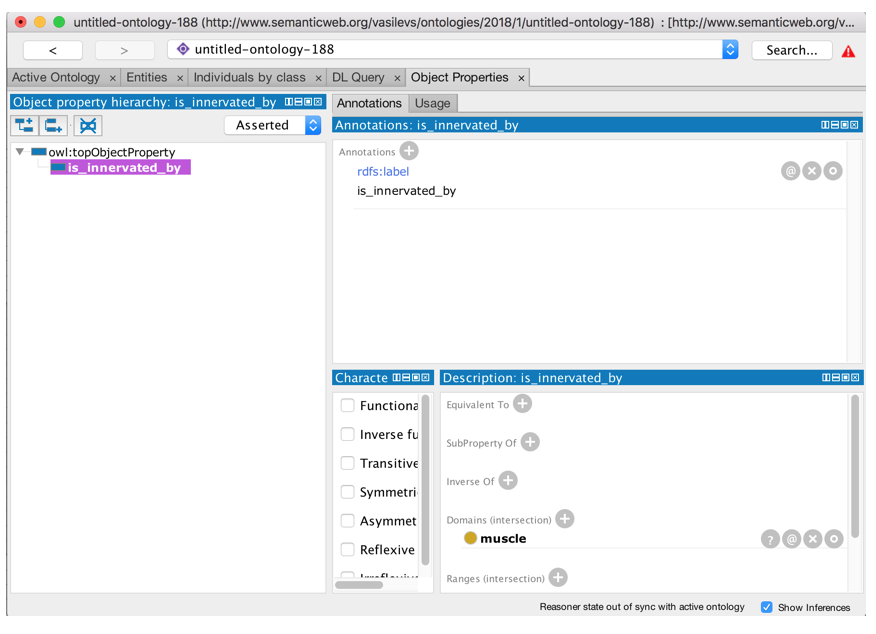 untitled-ontology-188 (http://www.semanticweb.org/vasilevs/ontologies/2018/1/untitled-ontology-188) : [http://www.semanticweb.org/v...
< > untitled-ontology-188 Search...
Active Ontology × Entities × Individuals by class × DL Query × Object Properties ×
Object property hierarchy: is_innervated_by
Asserted
owl:topObjectProperty
is_innervated_by
Annotations Usage
Annotations: is_innervated_by
Annotations +
rdfs:label
is_innervated_by
Characte
Functiona
Inverse fu
Transitive
Symmetri
Asymmet
Reflexive
Irreflexive
Description: is_innervated_by
Equivalent To +
SubProperty Of +
Inverse Of +
Domains (intersection) +
muscle
Ranges (intersection) +
Reasoner state out of sync with active ontology Show Inferences